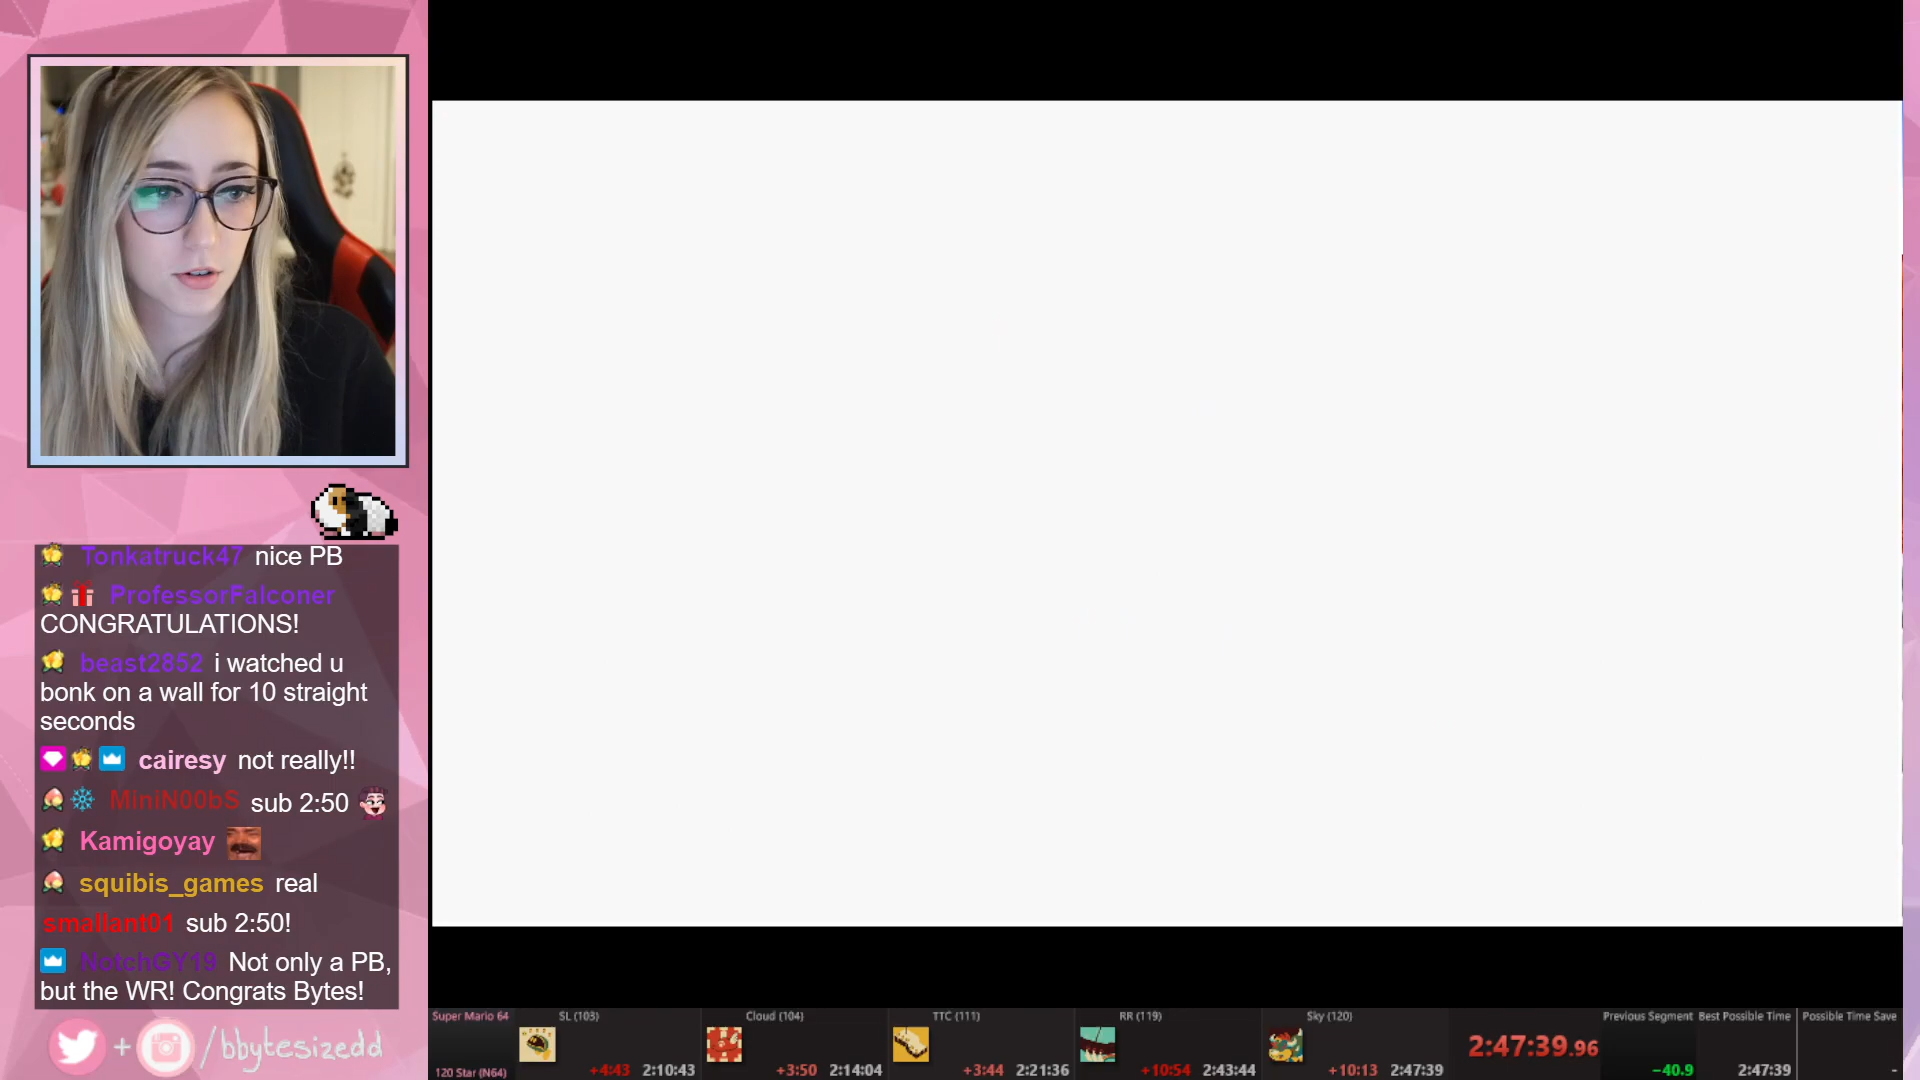 Tonkatruck47 nice PB
ProfessorFalconer
CONGRATULATIONS!
beast2852 i watched u
bonk on a wall for 10 straight
seconds
cairesy not really!!
MiniN00bS sub 2:50
Kamigoyay
squibis_games real
smallant01 sub 2:50!
NotchGY19 Not only a PB,
but the WR! Congrats Bytes!
+ /bbytesizedd
Super Mario 64
120 Star (N64)
SL (103)
+4:43 2:10:43
Cloud (104)
+3:50 2:14:04
TTC (111)
+3:44 2:21:36
RR (119)
+10:54 2:43:44
Sky (120)
+10:13 2:47:39
2:47:39.96
Previous Segment
-40.9
Best Possible Time
2:47:39
Possible Time Save
-